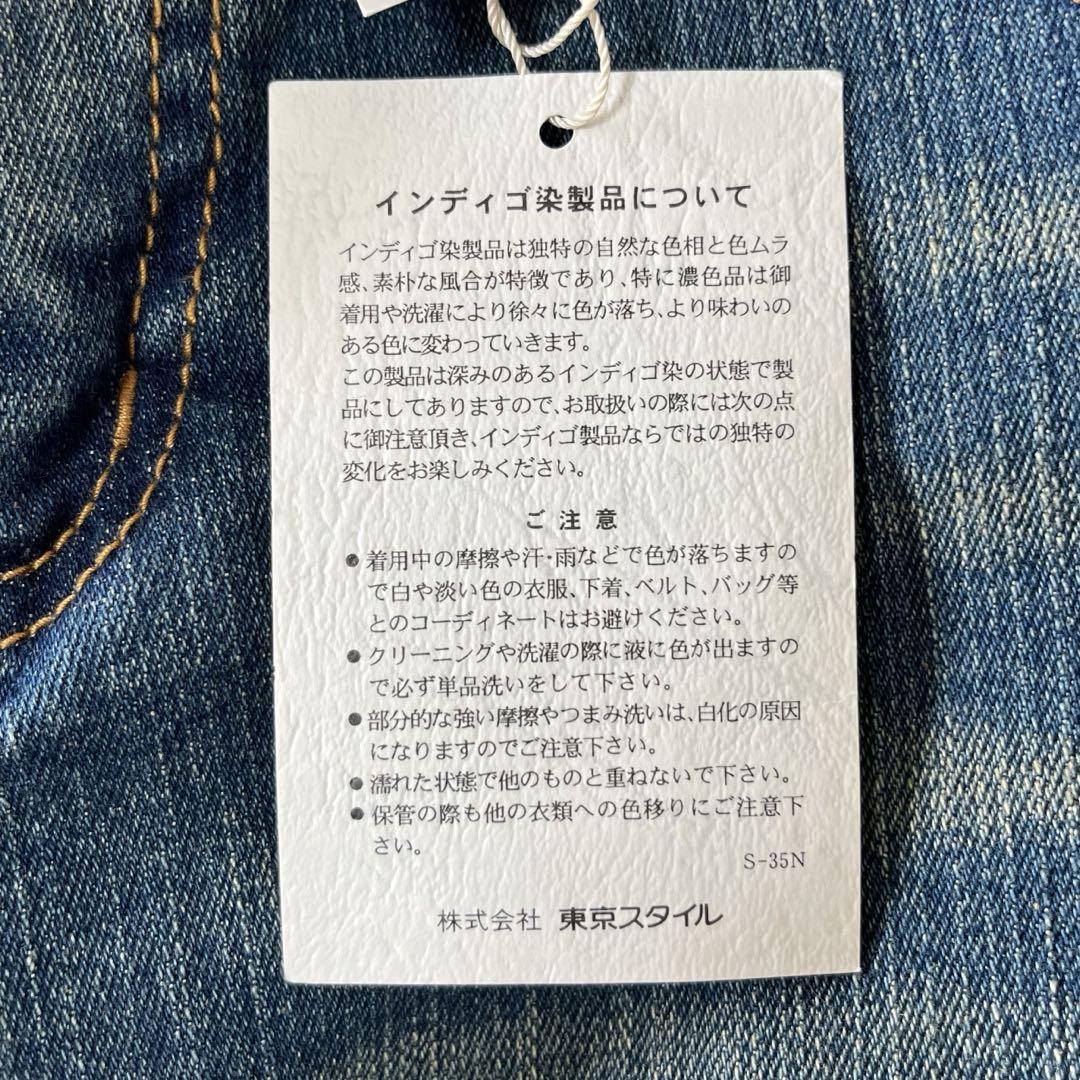 インディゴ染製品について
インディゴ染製品は独特の自然な色相と色ムラ
感、素朴な風合が特徴であり、特に濃色品は御
着用や洗濯により徐々に色が落ち、より味わいの
ある色に変わっていきます。
この製品は深みのあるインディゴ染の状態で製
品にしてありますので、お取扱いの際には次の点
に御注意頂き、インディゴ製品ならではの独特の
変化をお楽しみください。
ご注意
●着用中の摩擦や汗・雨などで色が落ちますの
で白や淡い色の衣服、下着、ベルト、バッグ等
とのコーディネートはお避けください。
●クリーニングや洗濯の際に液に色が出ますの
で必ず単品洗いをして下さい。
●部分的な強い摩擦やつまみ洗いは、白化の原因
になりますのでご注意下さい。
●濡れた状態で他のものと重ねないで下さい。
●保管の際も他の衣類への色移りにご注意下
さい。
S-35N
株式会社 東京スタイル